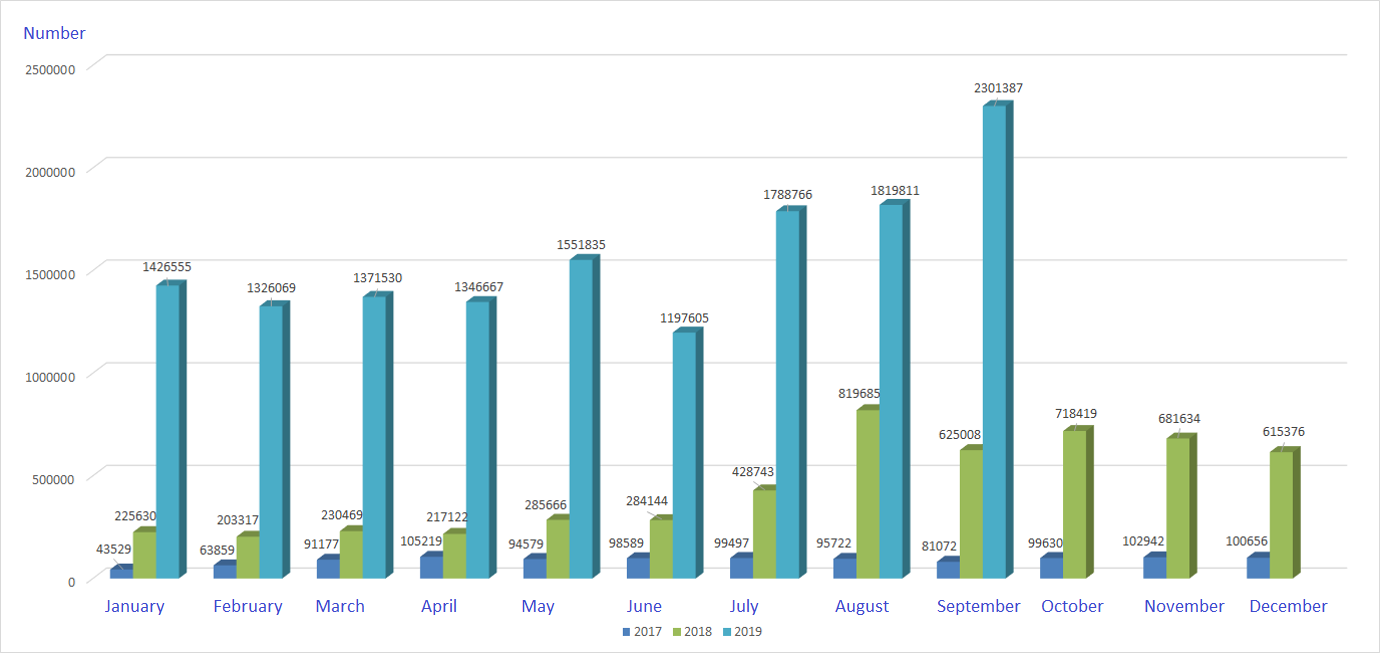 Number
2500000
2000000
1500000
1000000
500000
0
43529 225630 1426555
63859 203317 1326069
91177 230469 1371530
105219 217122 1346667
94579 285666 1551835
98589 284144 1197605
99497 428743 1788766
95722 819685 1819811
81072 625008 2301387
99630 718419
102942 681634
100656 615376
January February March April May June July August September October November December
2017 2018 2019